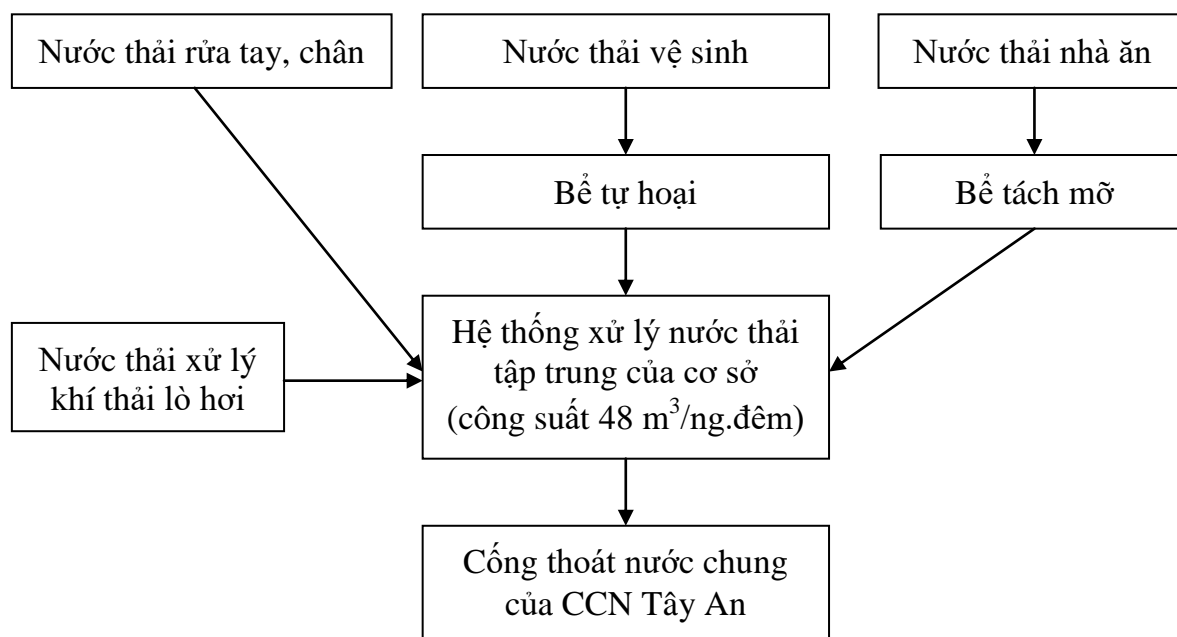 Nước thải rửa tay, chân
Nước thải vệ sinh
Nước thải nhà ăn
Bể tự hoại
Bể tách mỡ
Nước thải xử lý
khí thải lò hơi
Hệ thống xử lý nước thải
tập trung của cơ sở
(công suất 48 m³/ng.đêm)
Cống thoát nước chung
của CCN Tây An